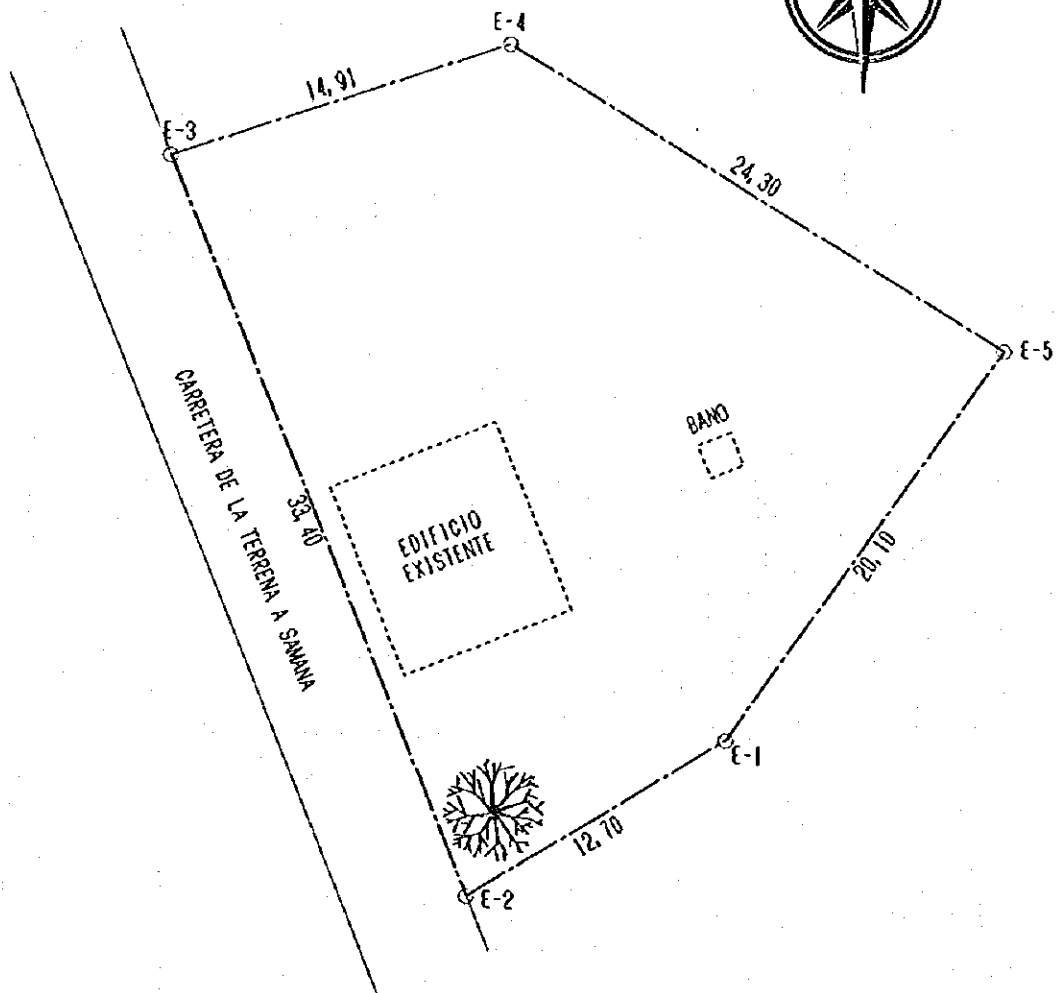 E-4
14,91
E-3
24,30
E-5
BANO
CARRETERA DE LA TERRENA A SAMANA
33,40
EDIFICIO
EXISTENTE
20,10
E-1
12,70
E-2